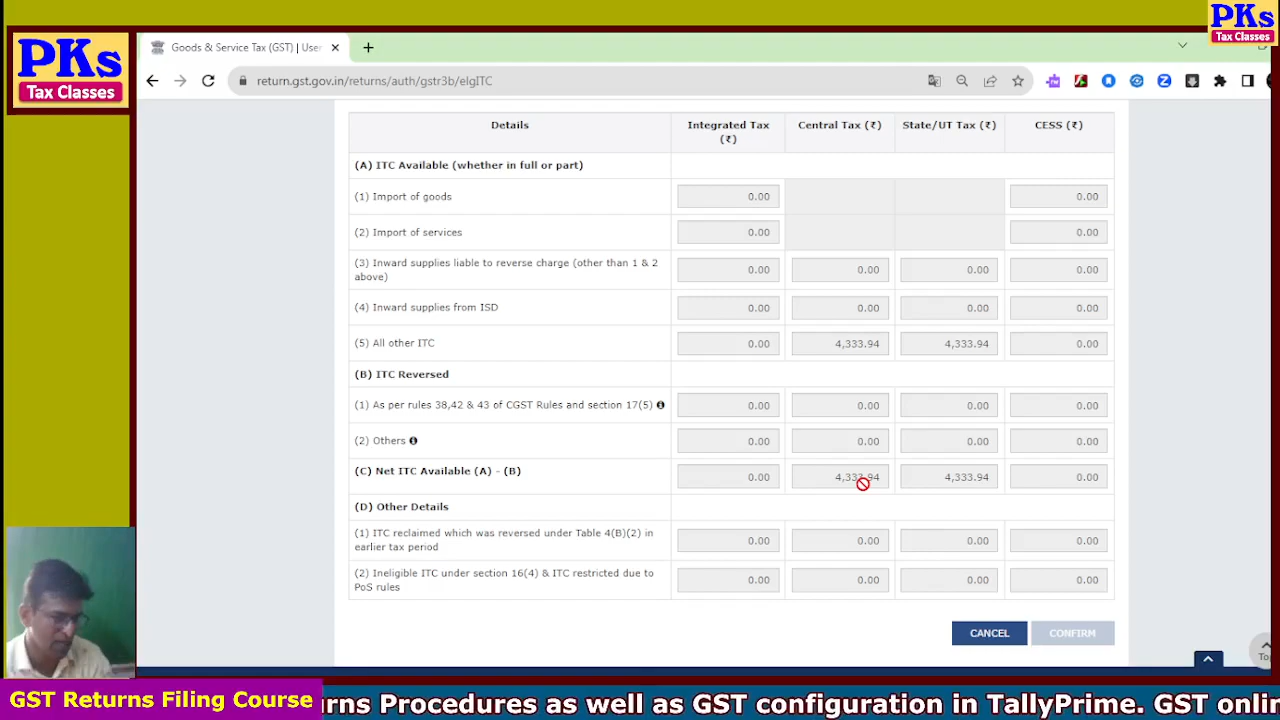 PKs
Tax Classes
PKs
Tax Classes
Goods & Service Tax (GST) | User
return.gst.gov.in/returns/auth/gstr3b/elgITC
Details
Integrated Tax (₹)
Central Tax (₹)
State/UT Tax (₹)
CESS (₹)
(A) ITC Available (whether in full or part)
(1) Import of goods 0.00 0.00
(2) Import of services 0.00 0.00
(3) Inward supplies liable to reverse charge (other than 1 & 2
above) 0.00 0.00 0.00 0.00
(4) Inward supplies from ISD 0.00 0.00 0.00 0.00
(5) All other ITC 0.00 4,333.94 4,333.94 0.00
(B) ITC Reversed
(1) As per rules 38,42 & 43 of CGST Rules and section 17(5) 0.00 0.00 0.00 0.00
(2) Others 0.00 0.00 0.00 0.00
(C) Net ITC Available (A) - (B) 0.00 4,333.94 4,333.94 0.00
(D) Other Details
(1) ITC reclaimed which was reversed under Table 4(B)(2) in
earlier tax period 0.00 0.00 0.00 0.00
(2) Ineligible ITC under section 16(4) & ITC restricted due to
PoS rules 0.00 0.00 0.00 0.00
CANCEL CONFIRM
Top
GST Returns Filing Course
urns Procedures as well as GST configuration in TallyPrime. GST onlin